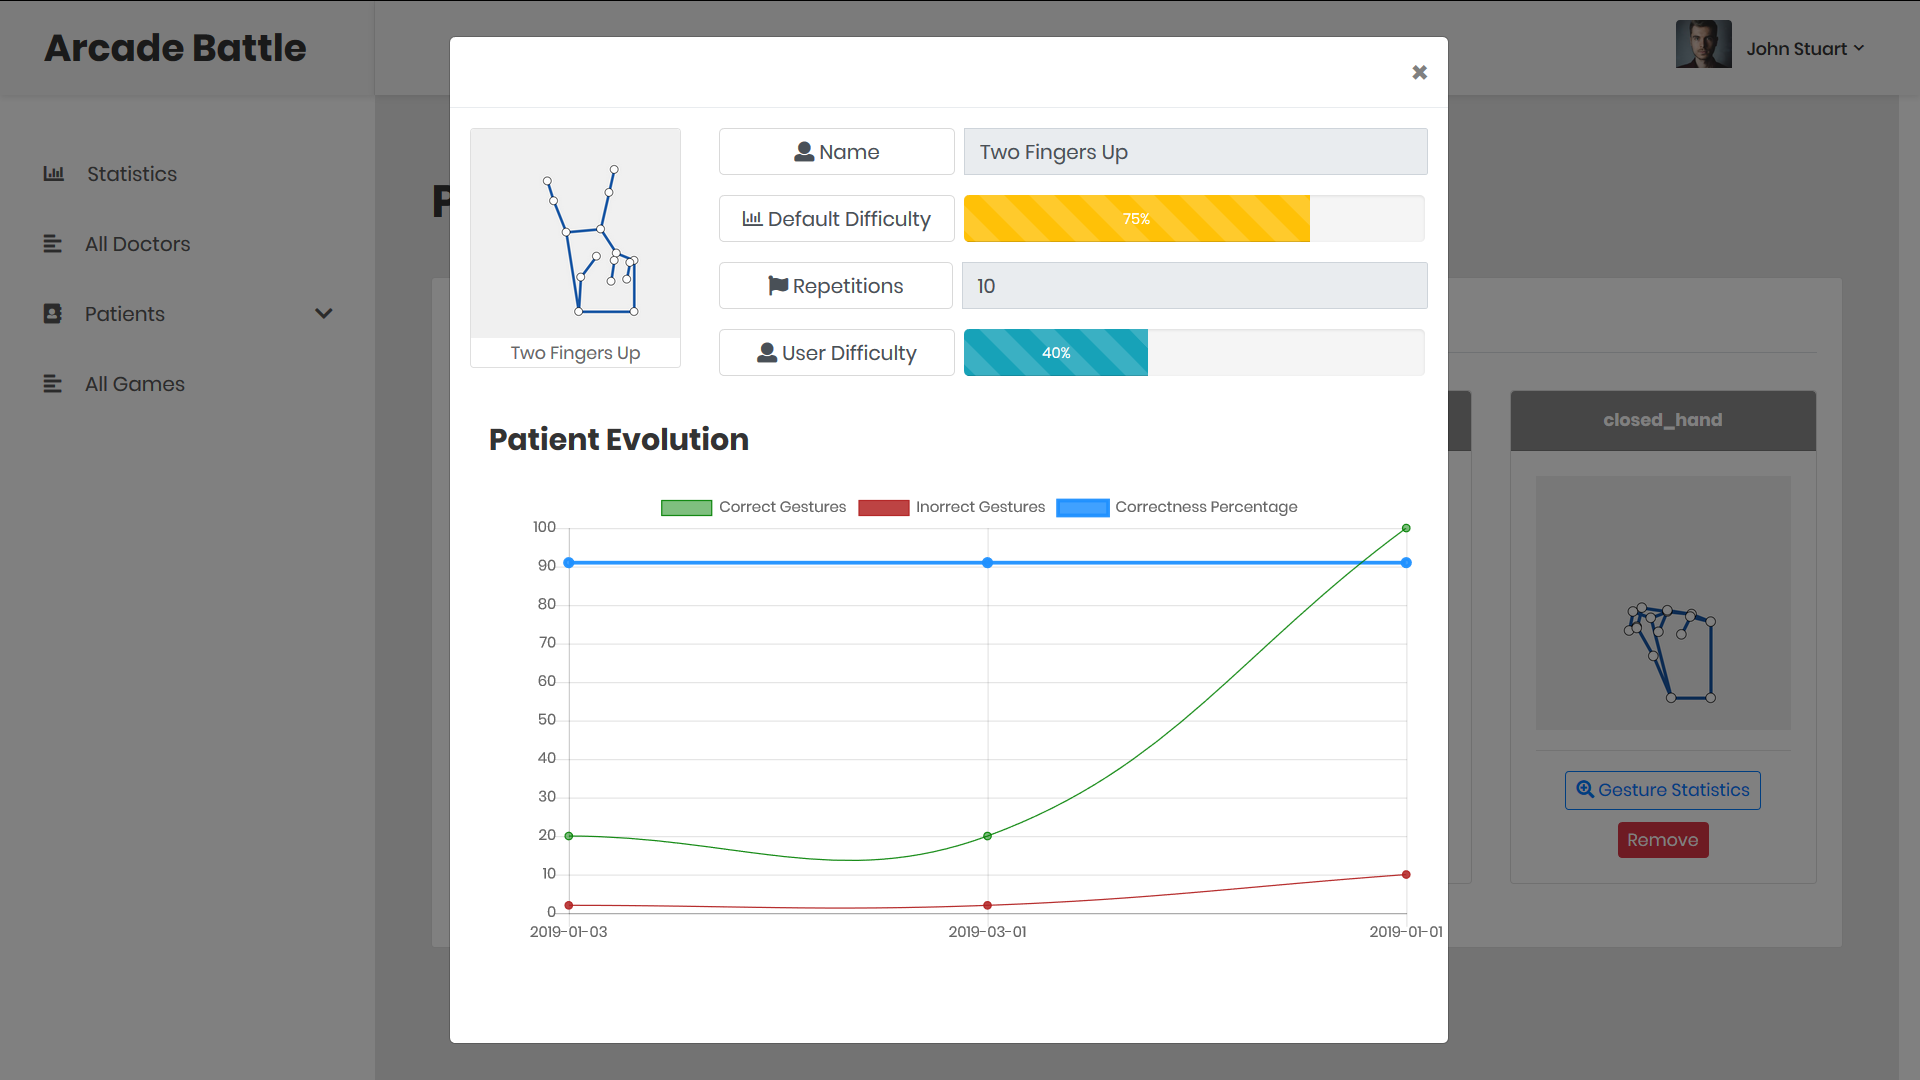 Arcade Battle
John Stuart
Statistics
All Doctors
Patients
All Games
P
Name
Two Fingers Up
Default Difficulty
75%
Repetitions
10
User Difficulty
40%
Two Fingers Up
Patient Evolution
Correct Gestures Inorrect Gestures Correctness Percentage
100
90
80
70
60
50
40
30
20
10
0
2019-01-03 2019-03-01 2019-01-01
closed_hand
Gesture Statistics
Remove